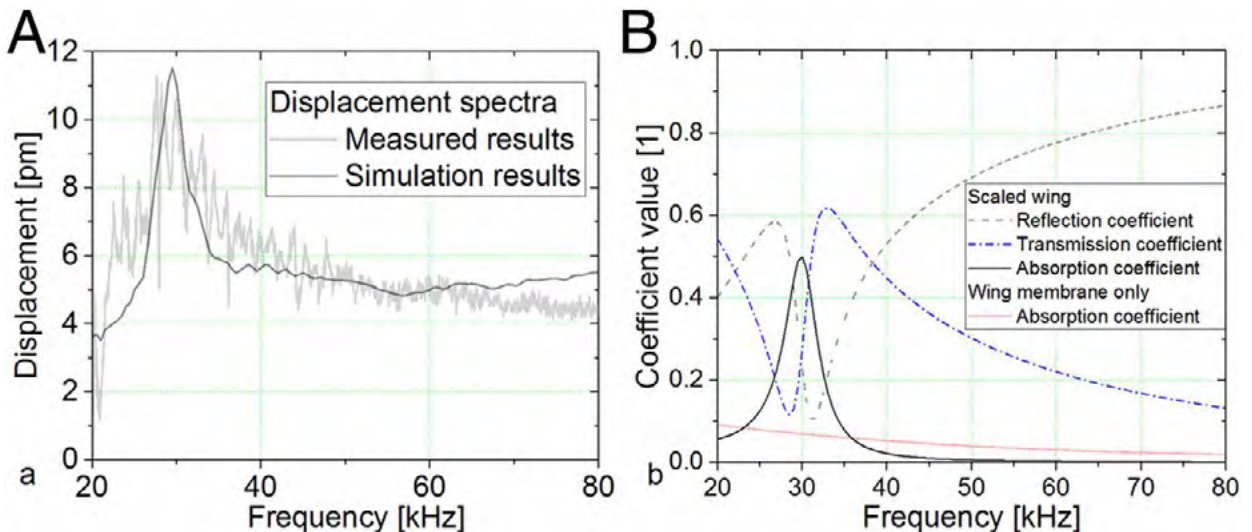 A
Displacement [pm]
12
10
8
6
4
2
0
20
40
60
80
Frequency [kHz]
a
Displacement spectra
Measured results
Simulation results
B
Coefficient value [1]
1.0
0.8
0.6
0.4
0.2
0.0
20
30
40
50
60
70
80
Frequency [kHz]
b
Scaled wing
Reflection coefficient
Transmission coefficient
Absorption coefficient
Wing membrane only
Absorption coefficient